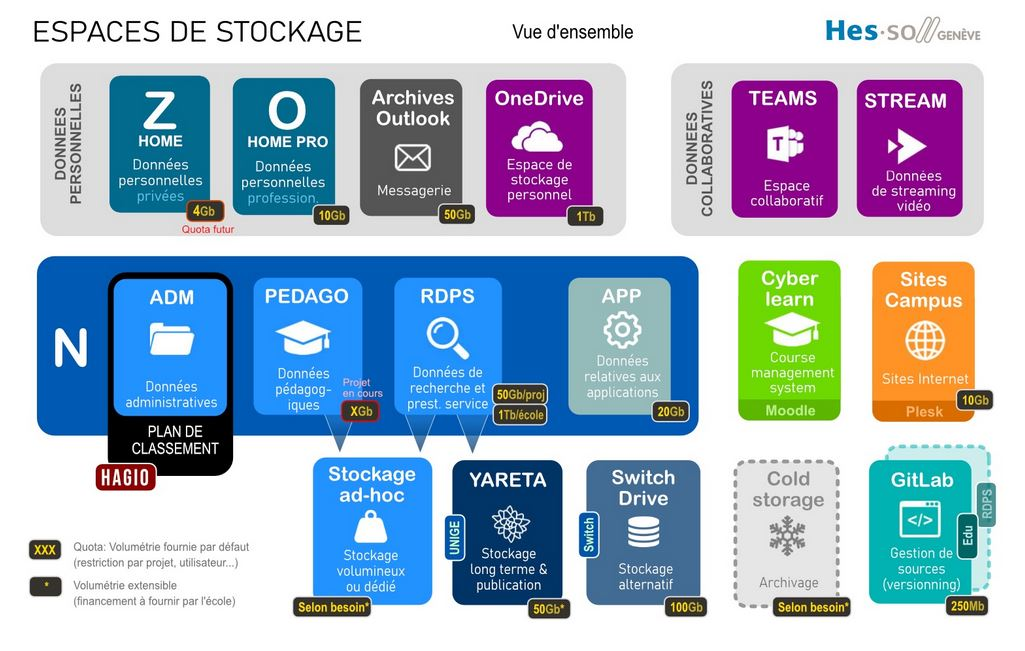 ESPACES DE STOCKAGE
Vue d'ensemble
Hes·so GENÈVE
DONNEES
PERSONNELLES
Z
HOME
Données
personnelles
privées
4Gb
Quota futur
O
HOME PRO
Données
personnelles
profession.
10Gb
Archives
Outlook
Messagerie
50Gb
OneDrive
Espace de
stockage
personnel
1Tb
DONNEES
COLLABORATIVES
TEAMS
T
Espace
collaboratif
STREAM
Données
de streaming
vidéo
N
ADM
Données
administratives
PLAN DE
CLASSEMENT
HAGIO
PEDAGO
Données
pédagog-
iques
Projet
en cours
XGb
RDPS
Données de
recherche et
prest. service
50Gb/proj
1Tb/école
APP
Données
relatives aux
applications
20Gb
Cyber
learn
Course
management
system
Moodle
Sites
Campus
Sites Internet
10Gb
Plesk
Stockage
ad-hoc
Stockage
volumineux
ou dédié
Selon besoin*
YARETA
UNIGE
Stockage
long terme &
publication
50Gb*
Switch
Drive
Switch
Stockage
alternatif
100Gb
Cold
storage
Archivage
Selon besoin*
GitLab
</>
Gestion de
sources
(versionning)
Edu
RDPS
250Mb
XXX
Quota: Volumétrie fournie par défaut
(restriction par projet, utilisateur...)
*
Volumétrie extensible
(financement à fournir par l'école)